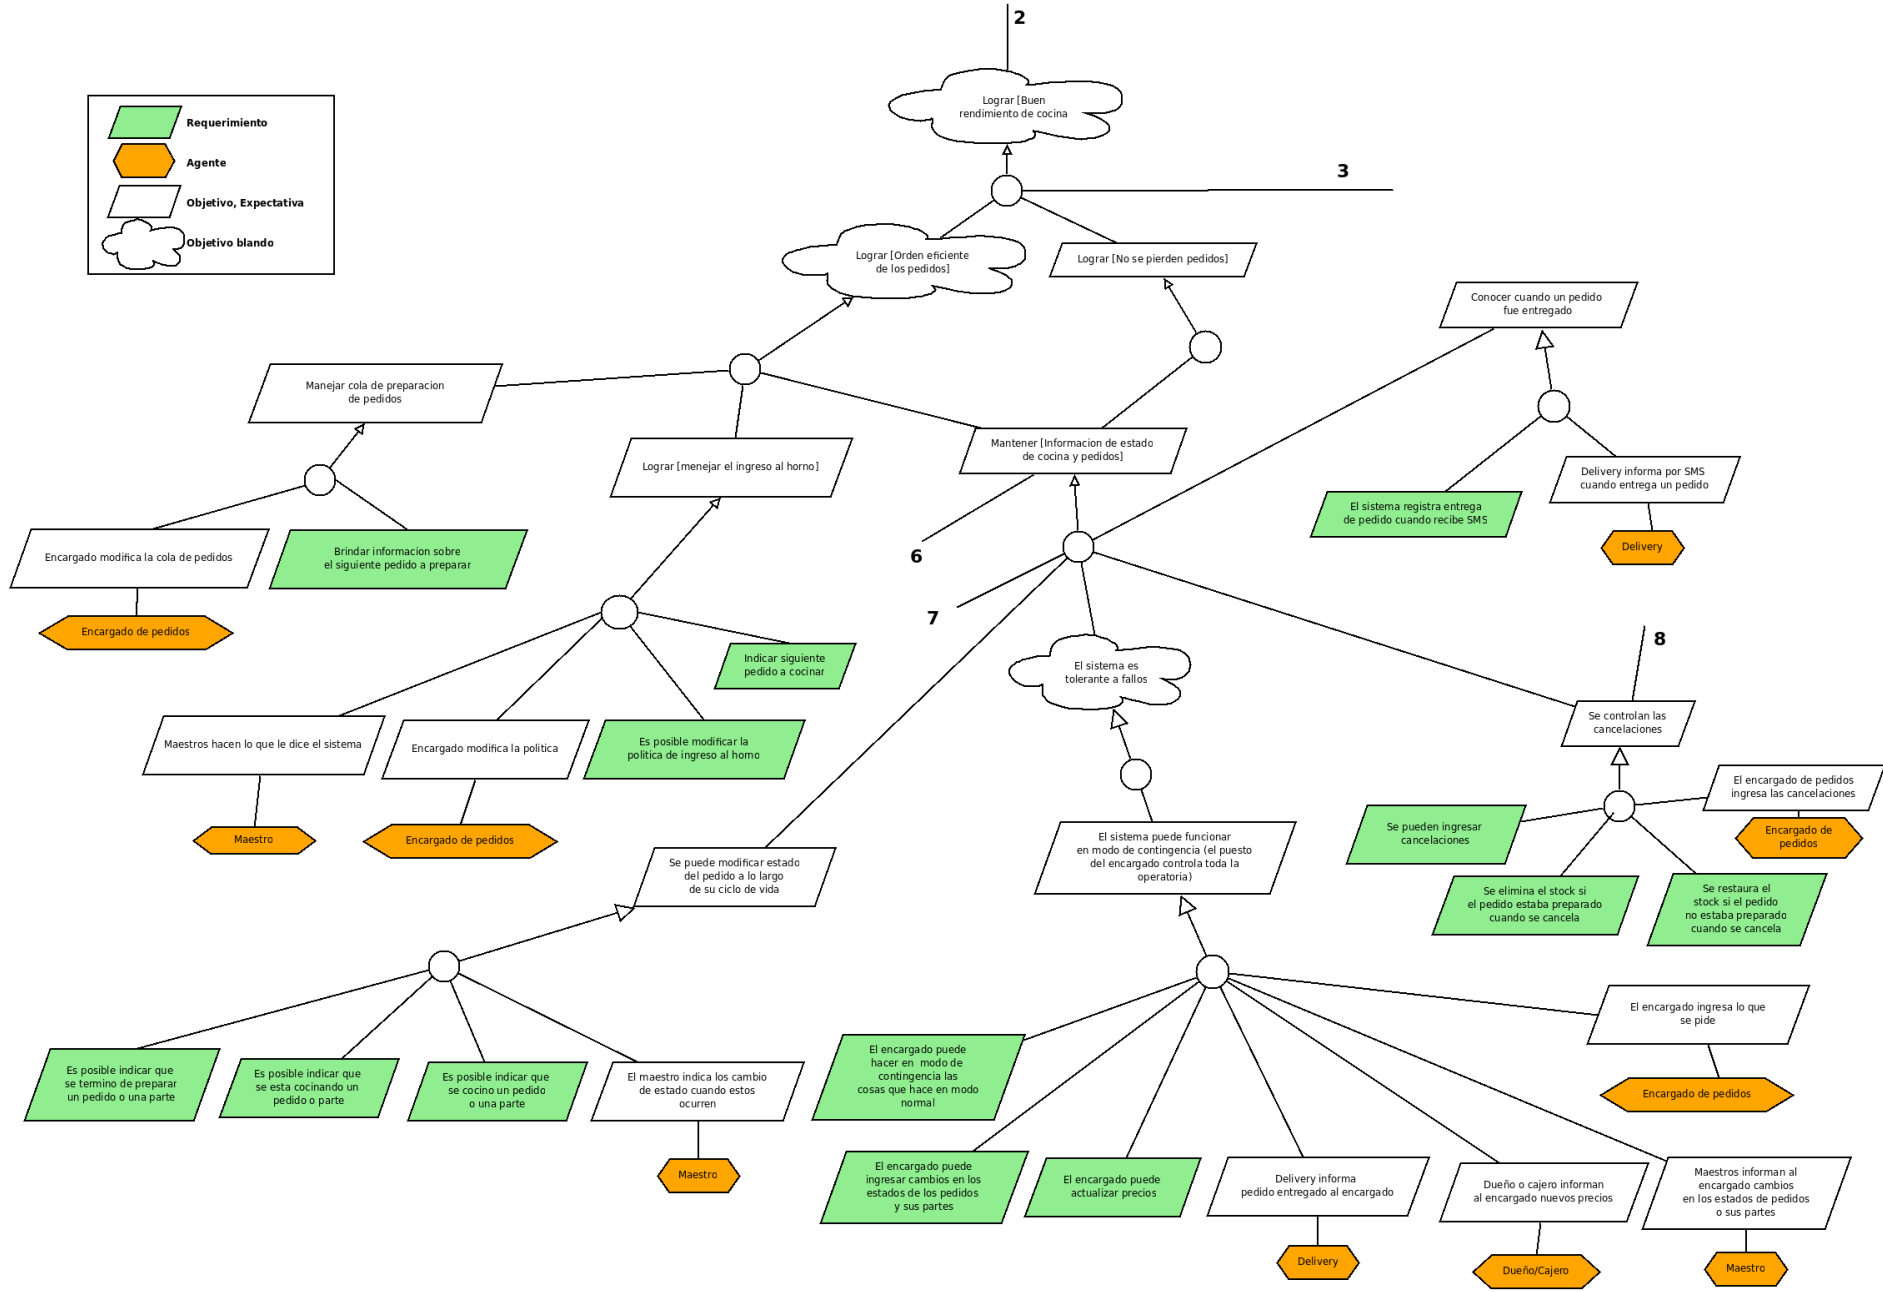 2
Lograr [Buen
rendimiento de cocina
Requerimiento
Agente
Objetivo, Expectativa
Objetivo blando
3
Lograr [Orden eficiente
de los pedidos]
Lograr [No se pierden pedidos]
Conocer cuando un pedido
fue entregado
Manejar cola de preparacion
de pedidos
Lograr [menejar el ingreso al horno]
Mantener [Informacion de estado
de cocina y pedidos]
Delivery informa por SMS
cuando entrega un pedido
El sistema registra entrega
de pedido cuando recibe SMS
Delivery
6
7
Encargado modifica la cola de pedidos
Brindar informacion sobre
el siguiente pedido a preparar
Encargado de pedidos
Indicar siguiente
pedido a cocinar
El sistema es
tolerante a fallos
8
Maestros hacen lo que le dice el sistema
Encargado modifica la politica
Es posible modificar la
politica de ingreso al horno
Se controlan las
cancelaciones
Maestro
Encargado de pedidos
El encargado de pedidos
ingresa las cancelaciones
Encargado de
pedidos
Se pueden ingresar
cancelaciones
Se elimina el stock si
el pedido estaba preparado
cuando se cancela
Se restaura el
stock si el pedido
no estaba preparado
cuando se cancela
Se puede modificar estado
del pedido a lo largo
de su ciclo de vida
El sistema puede funcionar
en modo de contingencia (el puesto
del encargado controla toda la
operatoria)
Es posible indicar que
se termino de preparar
un pedido o una parte
Es posible indicar que
se esta cocinando un
pedido o parte
Es posible indicar que
se cocino un pedido
o una parte
El maestro indica los cambio
de estado cuando estos
ocurren
Maestro
El encargado puede
hacer en modo de
contingencia las
cosas que hace en modo
normal
El encargado ingresa lo que
se pide
Encargado de pedidos
El encargado puede
ingresar cambios en los
estados de los pedidos
y sus partes
El encargado puede
actualizar precios
Delivery informa
pedido entregado al encargado
Dueño o cajero informan
al encargado nuevos precios
Maestros informan al
encargado cambios
en los estados de pedidos
o sus partes
Delivery
Dueño/Cajero
Maestro